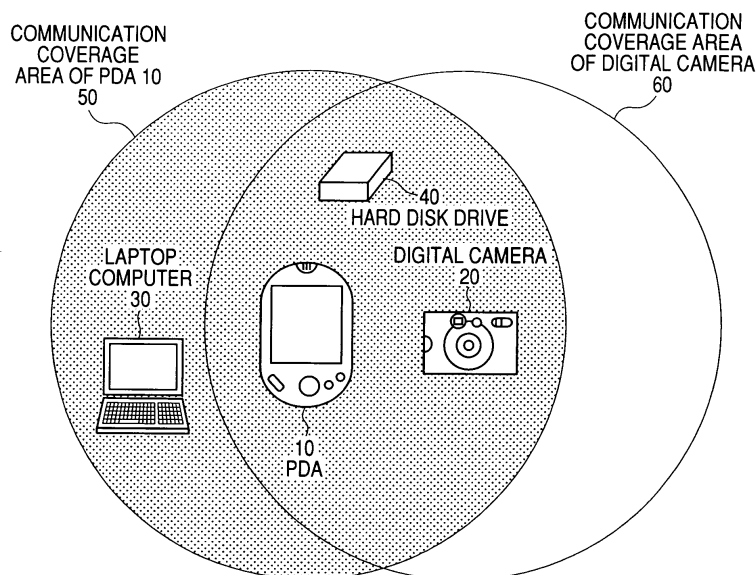 COMMUNICATION
COVERAGE
AREA OF PDA 10
50
COMMUNICATION
COVERAGE AREA
OF DIGITAL CAMERA
60
40
HARD DISK DRIVE
LAPTOP
COMPUTER
30
DIGITAL CAMERA
20
10
PDA